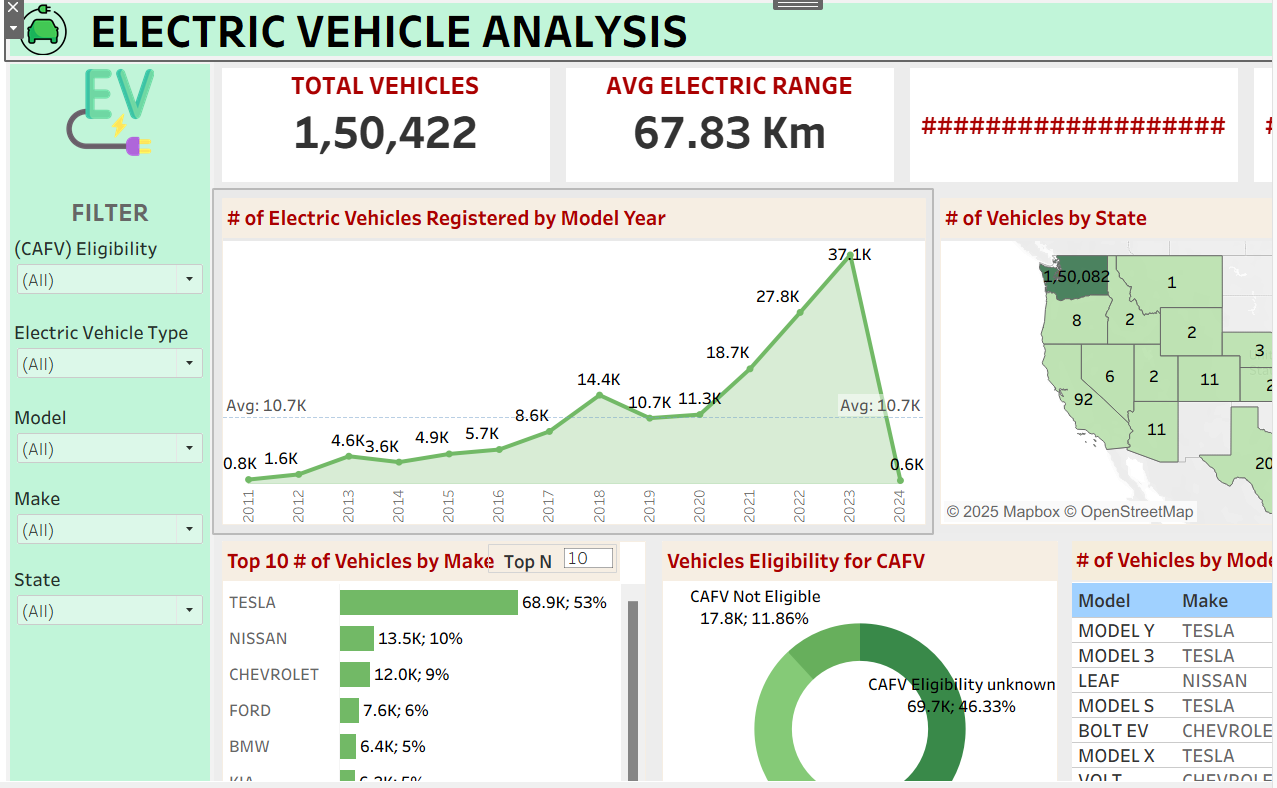 ELECTRIC VEHICLE ANALYSIS
EV
FILTER
(CAFV) Eligibility
(All)
Electric Vehicle Type
(All)
Model
(All)
Make
(All)
State
(All)
TOTAL VEHICLES
1,50,422
AVG ELECTRIC RANGE
67.83 Km
###################
# of Electric Vehicles Registered by Model Year
37.1K
27.8K
18.7K
14.4K
10.7K
11.3K
Avg: 10.7K
Avg: 10.7K
8.6K
4.6K
3.6K
4.9K
5.7K
0.8K
1.6K
0.6K
2011
2012
2013
2014
2015
2016
2017
2018
2019
2020
2021
2022
2023
2024
# of Vehicles by State
1,50,082
1
8
2
2
3
6
2
11
2
92
11
20
© 2025 Mapbox © OpenStreetMap
Top 10 # of Vehicles by Make
Top N 10
TESLA 68.9K; 53%
NISSAN 13.5K; 10%
CHEVROLET 12.0K; 9%
FORD 7.6K; 6%
BMW 6.4K; 5%
Vehicles Eligibility for CAFV
CAFV Not Eligible
17.8K; 11.86%
CAFV Eligibility unknown
69.7K; 46.33%
# of Vehicles by Mode
Model Make
MODEL Y TESLA
MODEL 3 TESLA
LEAF NISSAN
MODEL S TESLA
BOLT EV CHEVROLE
MODEL X TESLA
VOLT CHEVROLE